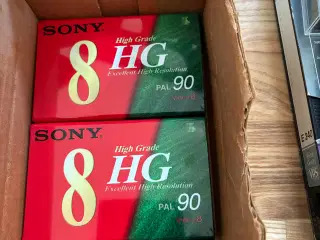 SONY
High Grade
8 HG
Excellent High Resolution
PAL 90
SONY
High Grade
8 HG
Excellent High Resolution
PAL 90
VHS